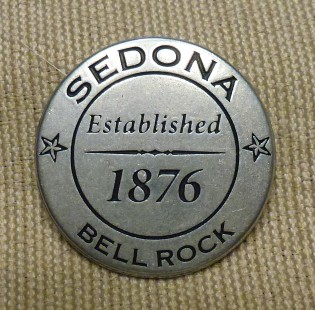 SEDONA
Established
1876
BELL ROCK